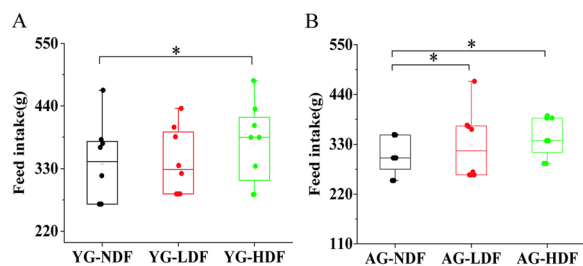 A
*
Feed intake(g)
550
440
330
220
YG-NDF YG-LDF YG-HDF
B
*
*
Feed intake(g)
550
440
330
220
110
AG-NDF AG-LDF AG-HDF